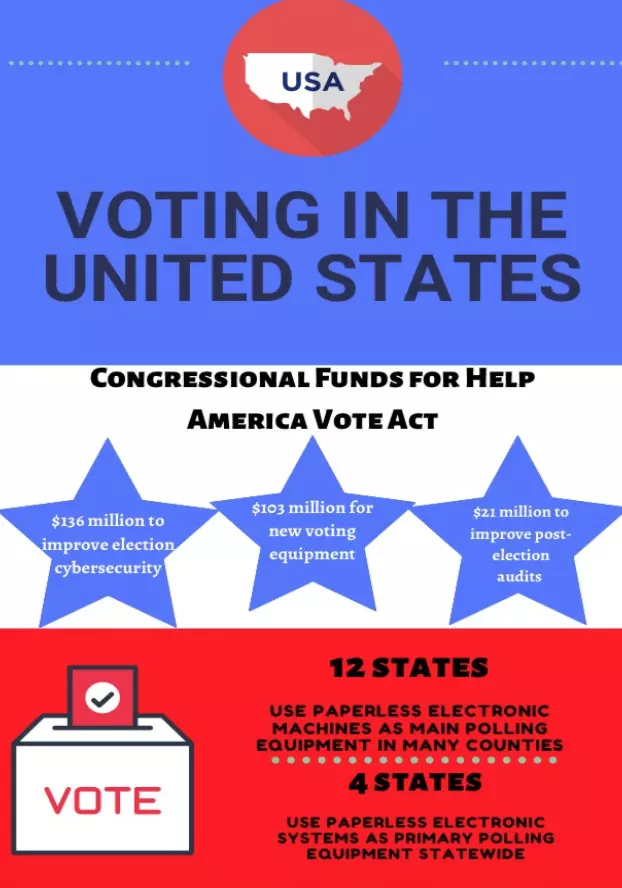 USA
VOTING IN THE
UNITED STATES
CONGRESSIONAL FUNDS FOR HELP
AMERICA VOTE ACT
$136 million to
improve election
cybersecurity
$103 million for
new voting
equipment
$21 million to
improve post-
election
audits
VOTE
12 STATES
USE PAPERLESS ELECTRONIC
MACHINES AS MAIN POLLING
EQUIPMENT IN MANY COUNTIES
4 STATES
USE PAPERLESS ELECTRONIC
SYSTEMS AS PRIMARY POLLING
EQUIPMENT STATEWIDE